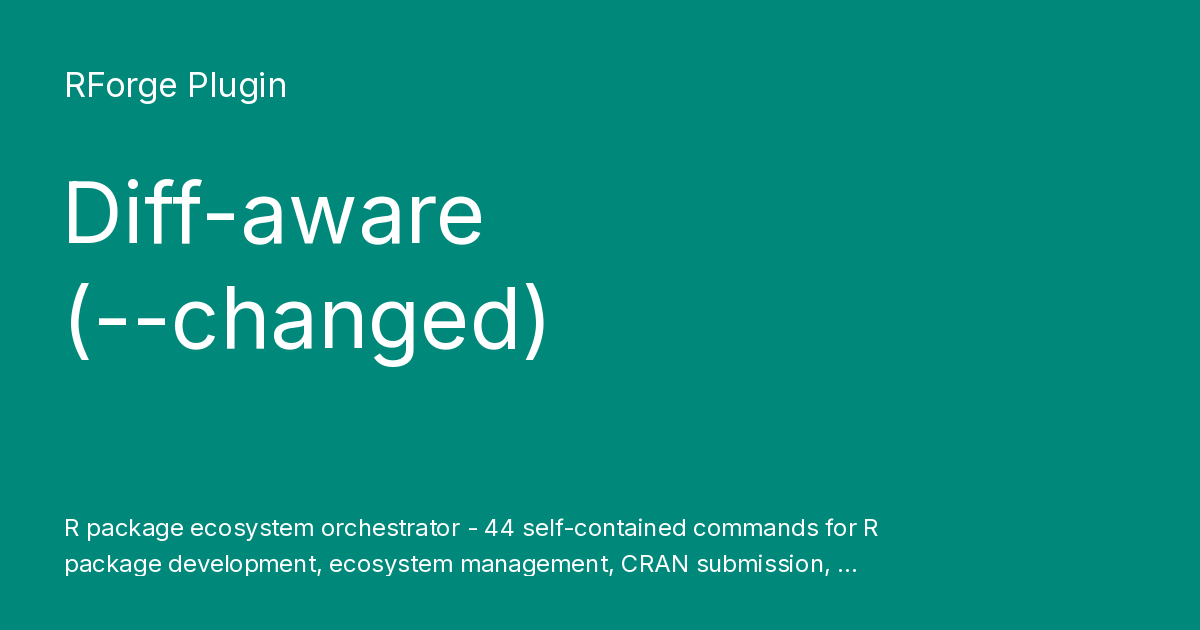 RForge Plugin
Diff-aware
(--changed)
R package ecosystem orchestrator - 44 self-contained commands for R
package development, ecosystem management, CRAN submission, ...